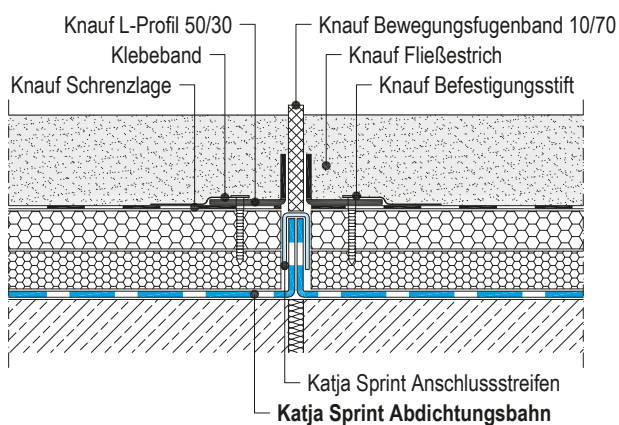 Knauf L-Profil 50/30
Knauf Bewegungsfugenband 10/70
Klebeband
Knauf Fließestrich
Knauf Schrenzlage
Knauf Befestigungsstift
Katja Sprint Anschlussstreifen
Katja Sprint Abdichtungsbahn